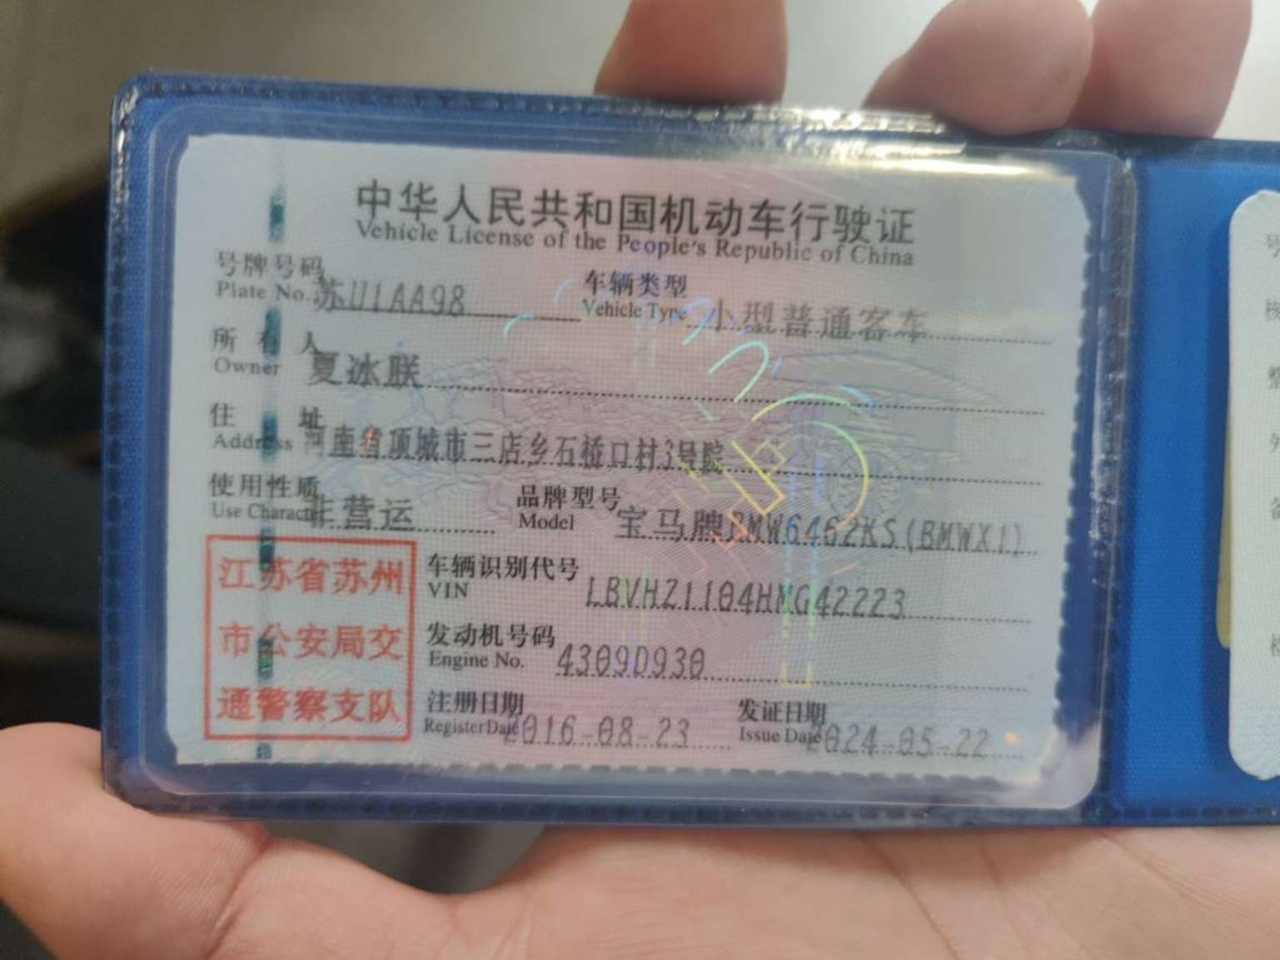 中华人民共和国机动车行驶证
Vehicle License of the People's Republic of China
号牌号码 苏U1AA98 车辆类型 小型普通客车
Plate No. Vehicle Type
所有人 夏冰朕
Owner
住址 河南省项城市三店乡石桥口村3号院
Address
使用性质 非营运 品牌型号 宝马牌BMW6462KS(BMWX1)
Use Character Model
车辆识别代号 LBVHZ1104HMG42223
VIN
发动机号码 4309D930
Engine No.
注册日期 2016-08-23 发证日期 2024-05-22
Register Date Issue Date
江苏省苏州
市公安局交
通警察支队